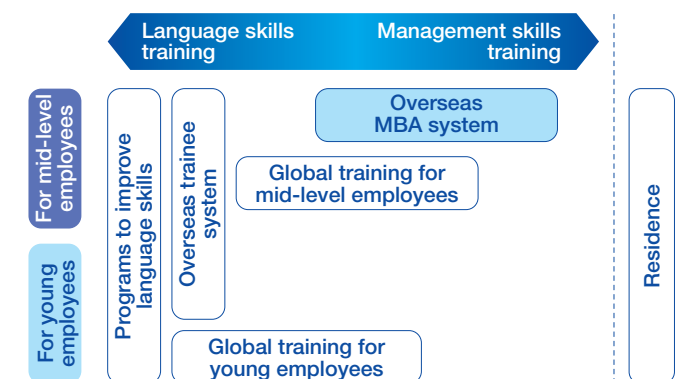 Language skills
training
Management skills
training
For mid-level
employees
For young
employees
Programs to improve
language skills
Overseas trainee
system
Overseas
MBA system
Global training for
mid-level employees
Global training for
young employees
Residence